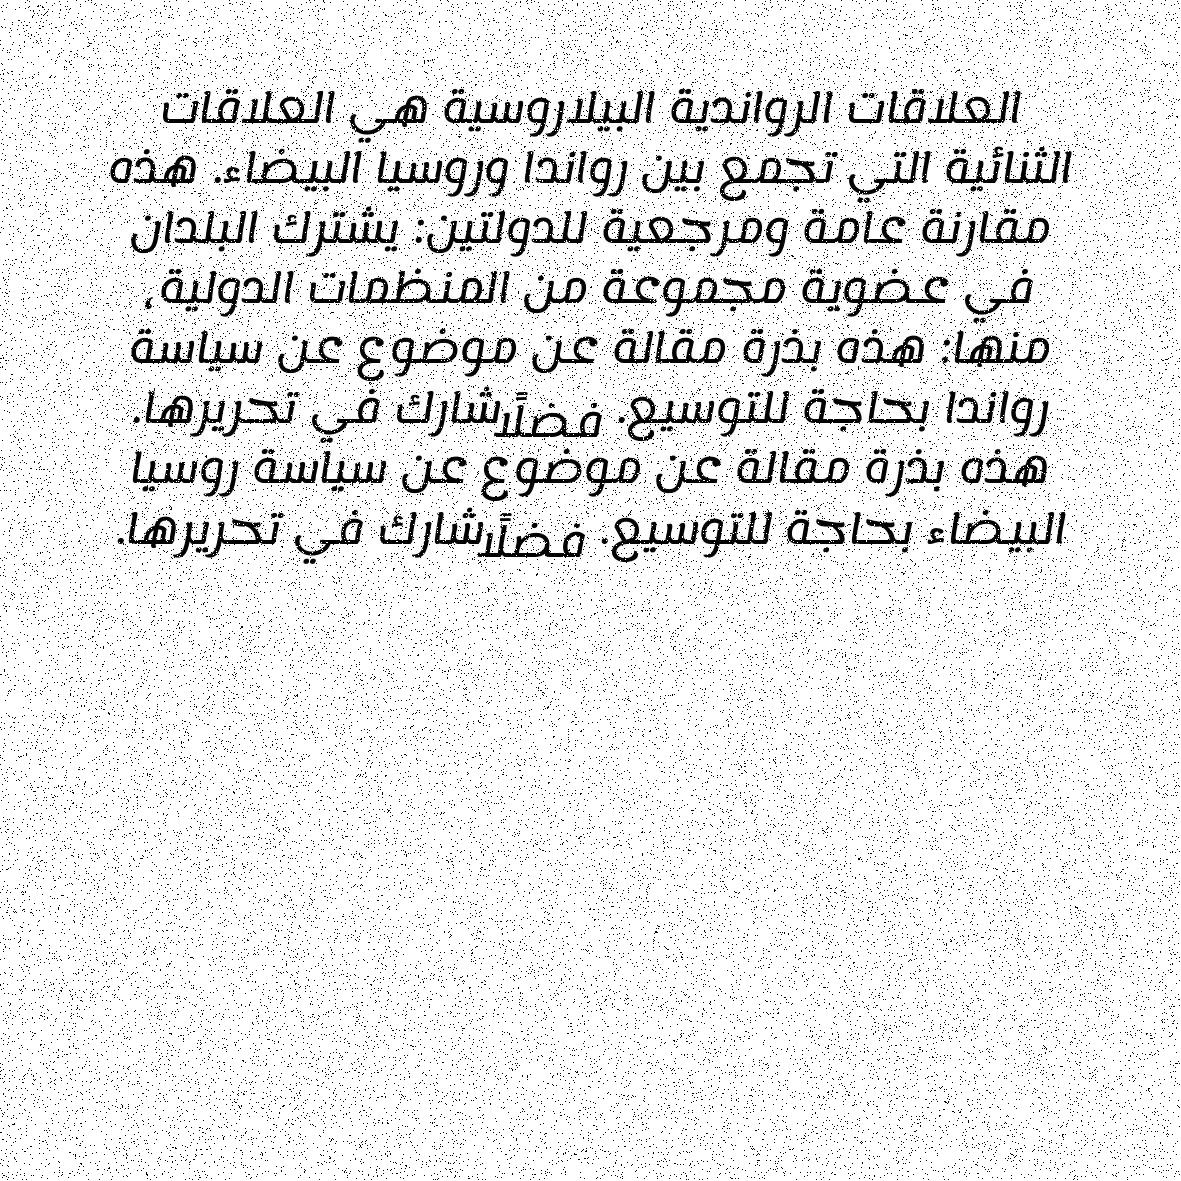 العلاقات الرواندية البيلاروسية هي العلاقات
الثنائية التي تجمع بين رواندا وروسيا البيضاء. هذه
مقارنة عامة ومرجعية للدولتين: يشترك البلدان
في عضوية مجموعة من المنظمات الدولية،
منها: هذه بذرة مقالة عن موضوع عن سياسة
رواندا بحاجة للتوسيع. فضلًا شارك في تحريرها.
هذه بذرة مقالة عن موضوع عن سياسة روسيا
البيضاء بحاجة للتوسيع. فضلًا شارك في تحريرها.